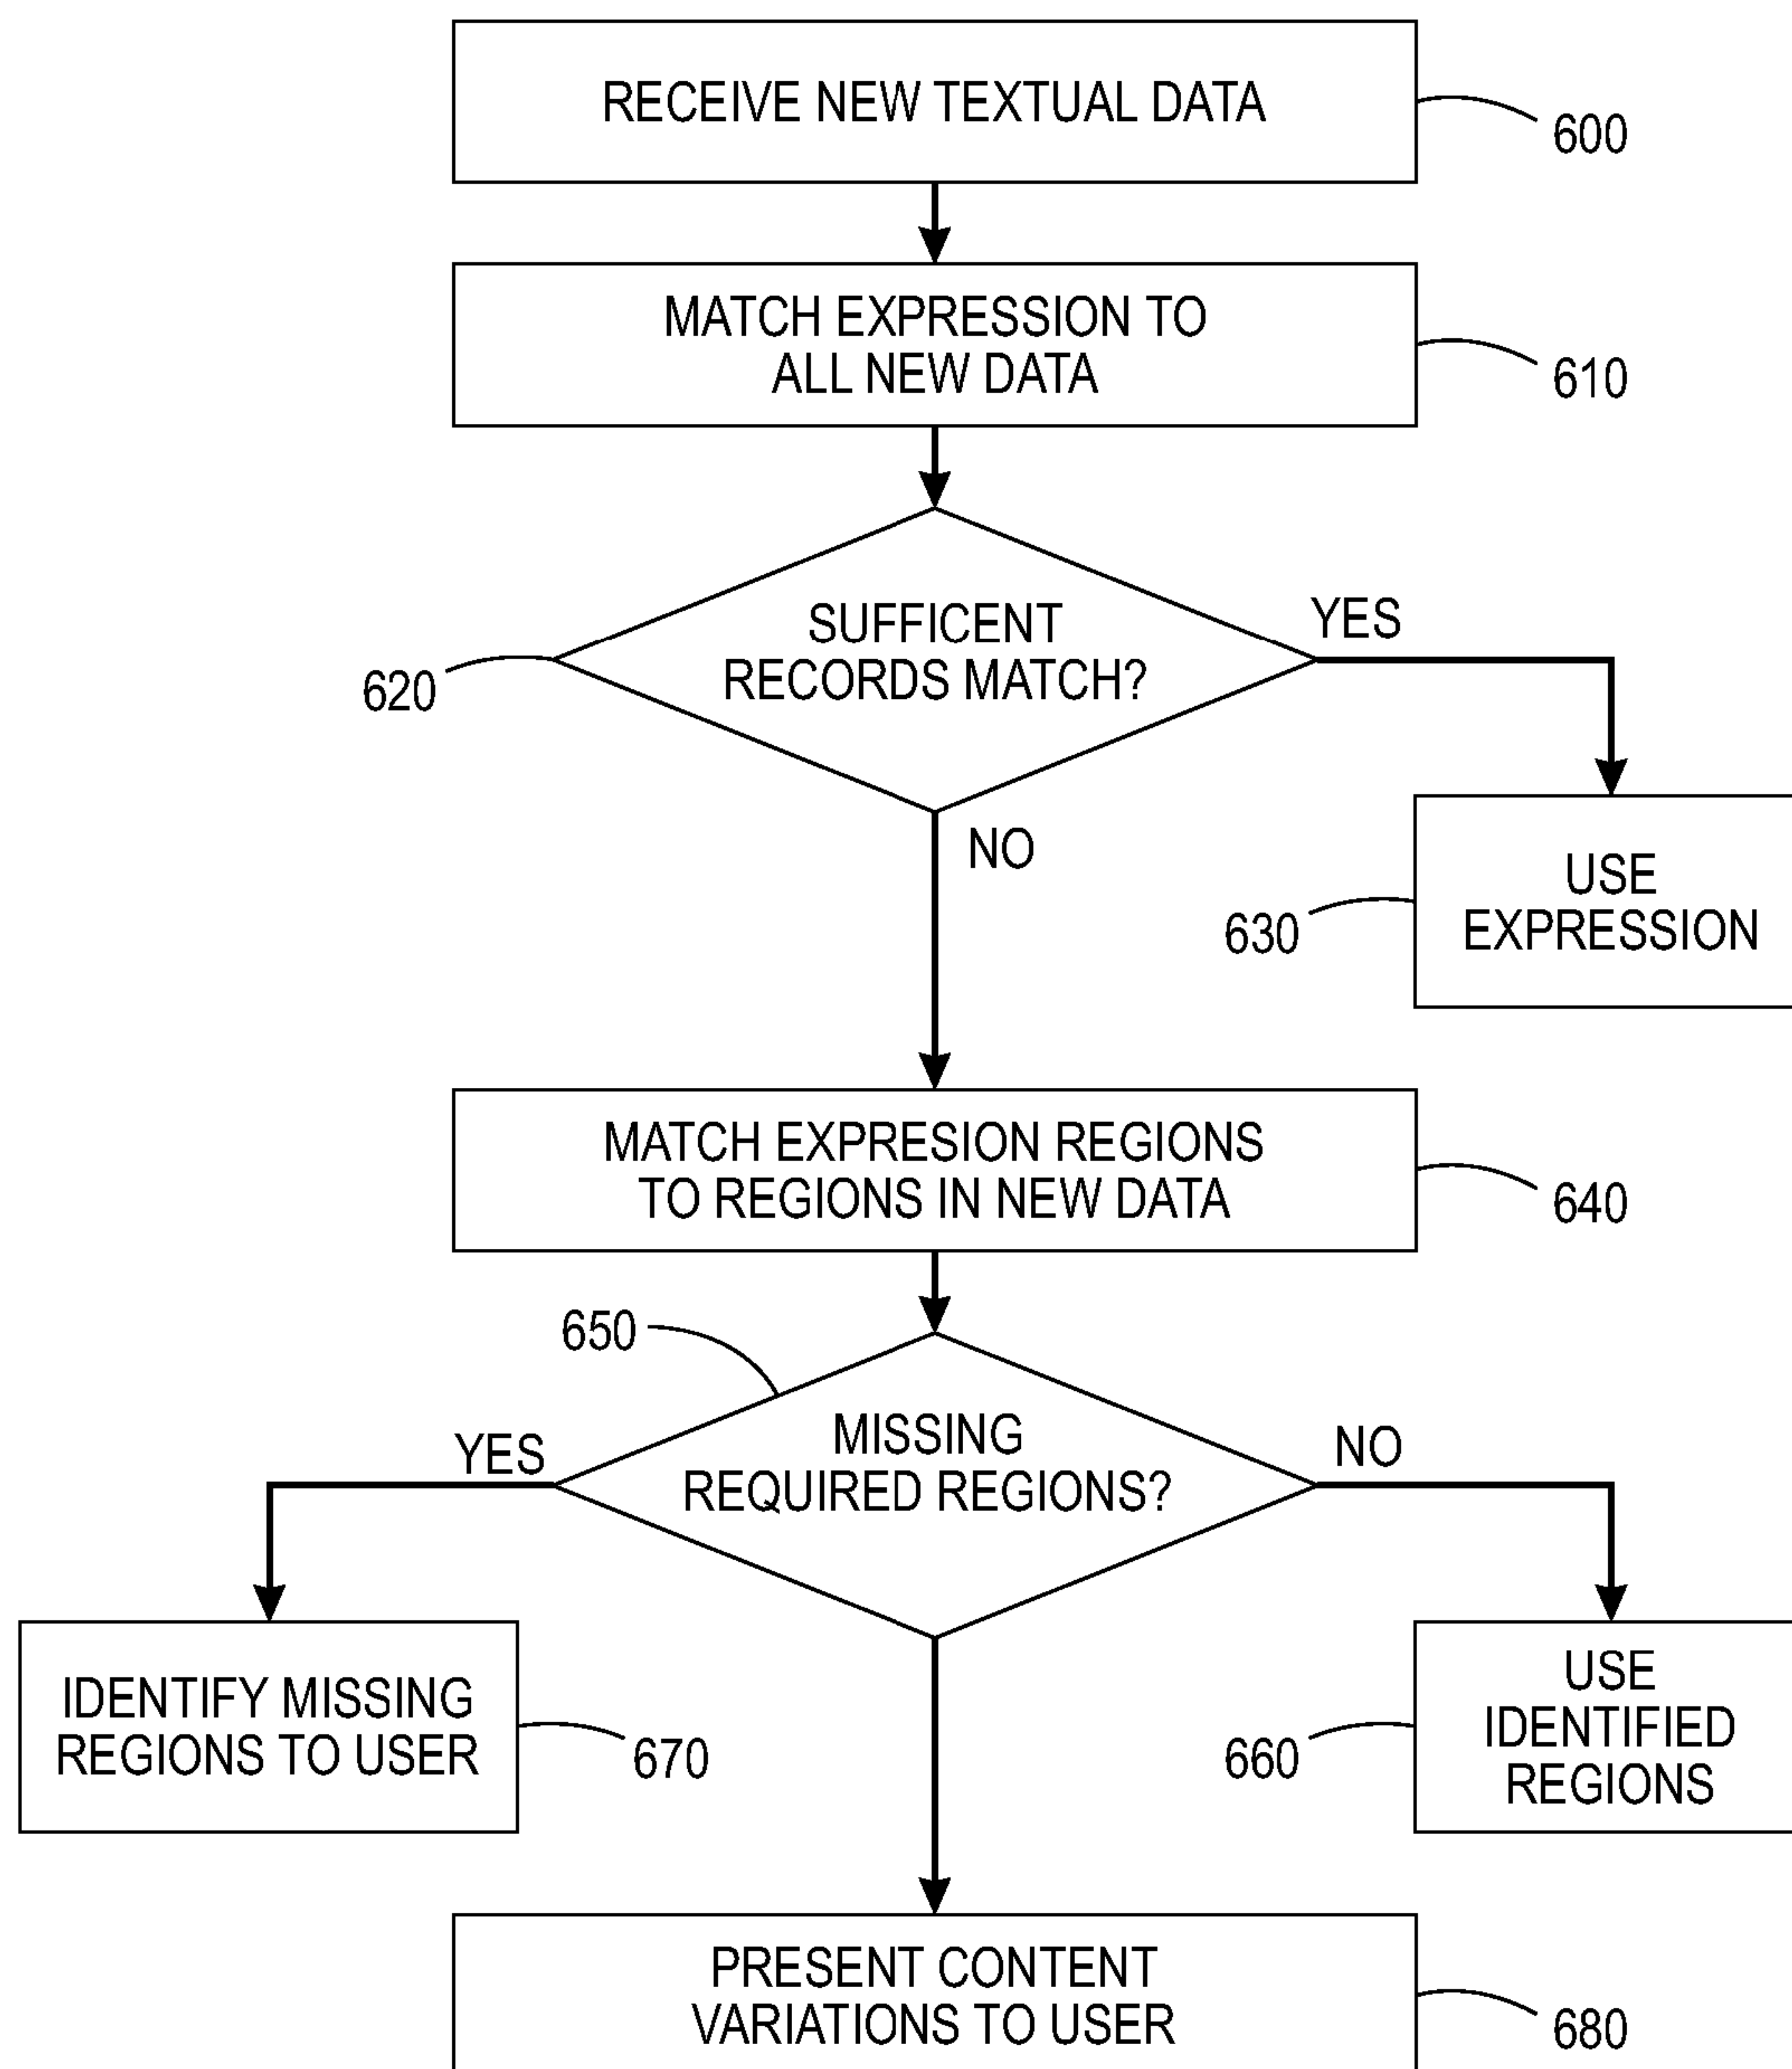 RECEIVE NEW TEXTUAL DATA
600
MATCH EXPRESSION TO
ALL NEW DATA
610
SUFFICENT
RECORDS MATCH?
YES
620
NO
USE
EXPRESSION
630
MATCH EXPRESION REGIONS
TO REGIONS IN NEW DATA
640
650
MISSING
REQUIRED REGIONS?
YES
NO
IDENTIFY MISSING
REGIONS TO USER
670
USE
IDENTIFIED
REGIONS
660
PRESENT CONTENT
VARIATIONS TO USER
680